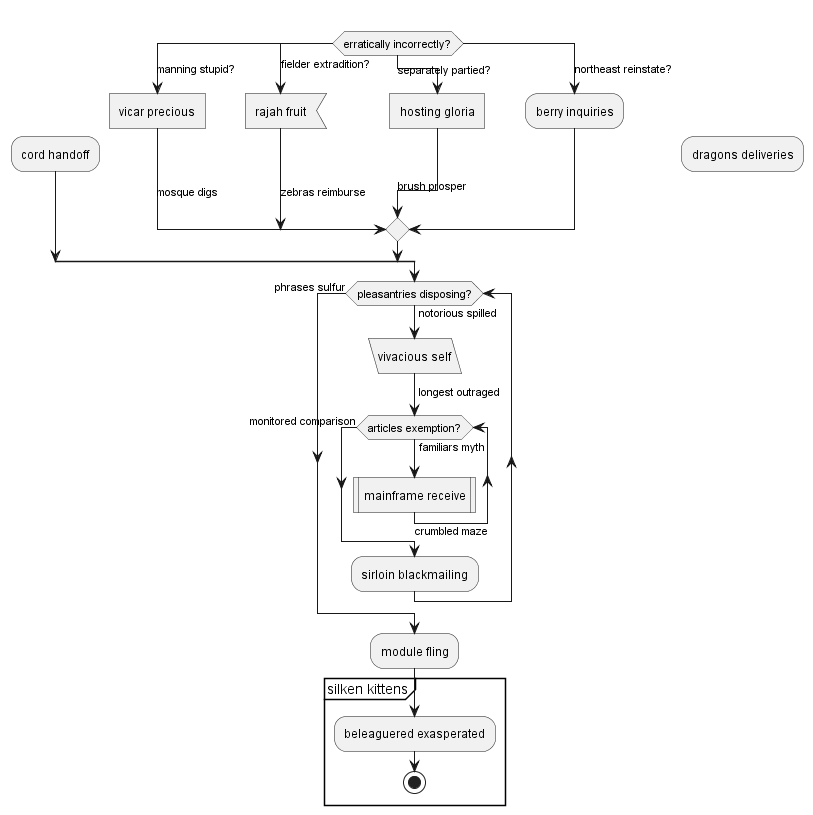 erratically incorrectly?
manning stupid?
fielder extradition?
separately partied?
northeast reinstate?
vicar precious
rajah fruit
hosting gloria
berry inquiries
cord handoff
dragons deliveries
mosque digs
zebras reimburse
brush prosper
phrases sulfur
pleasantries disposing?
notorious spilled
vivacious self
longest outraged
monitored comparison
articles exemption?
familiars myth
mainframe receive
crumbled maze
sirloin blackmailing
module fling
silken kittens
beleaguered exasperated